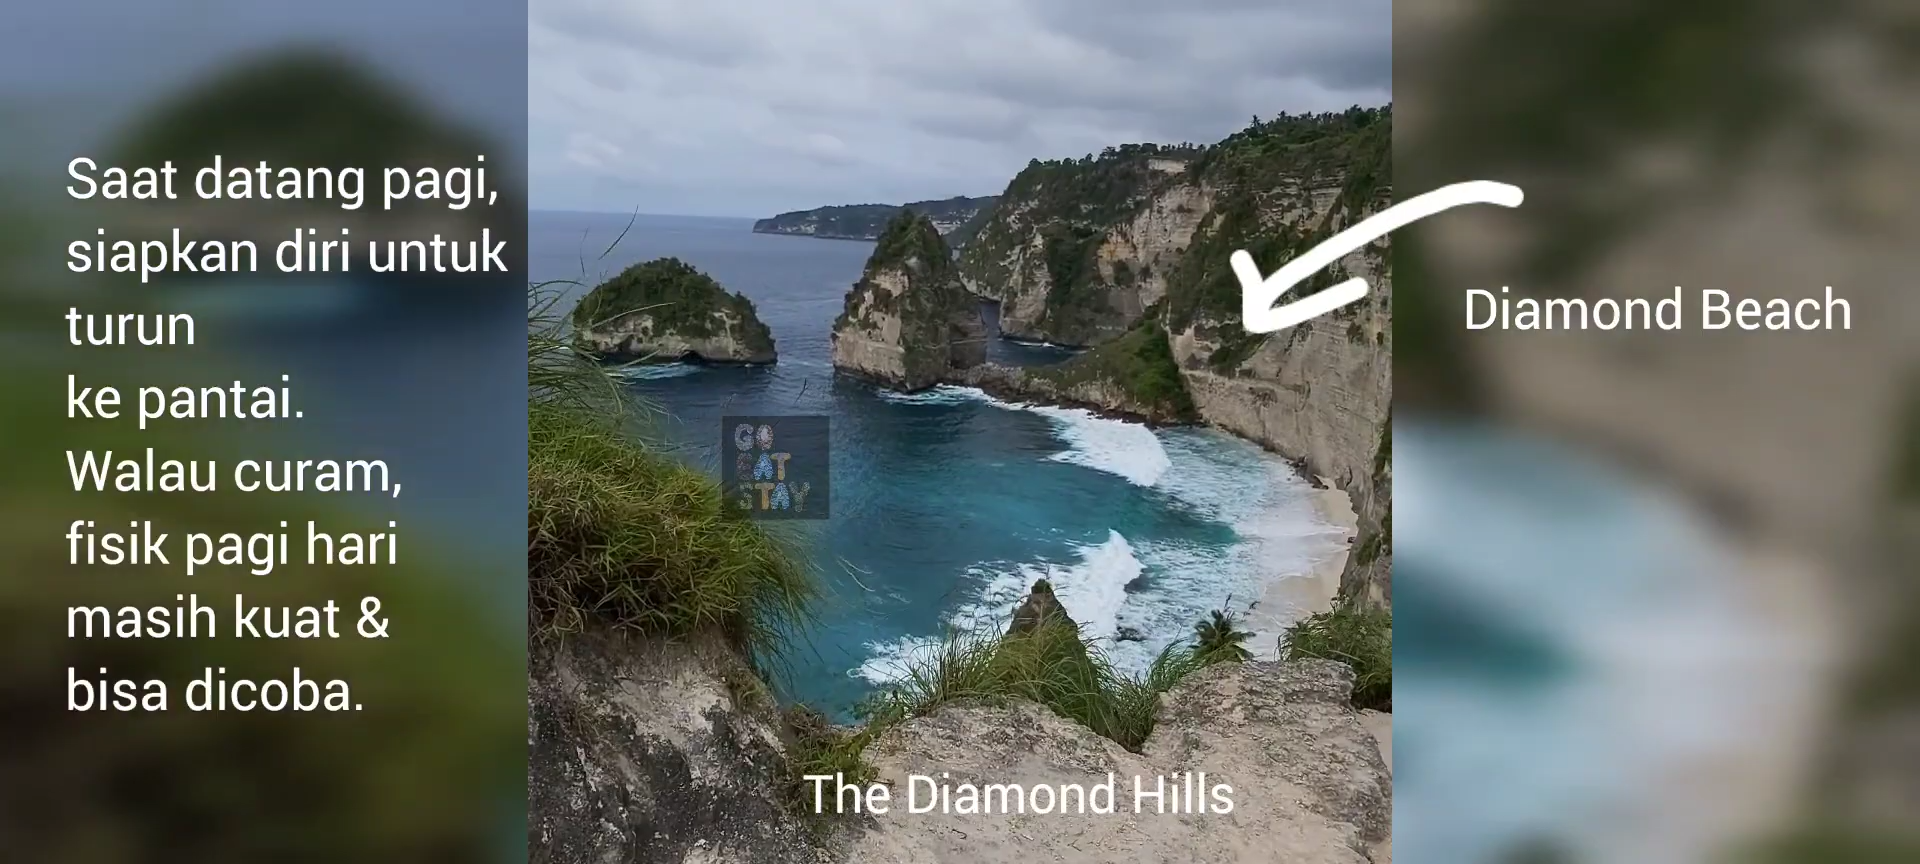 Saat datang pagi,
siapkan diri untuk
turun
ke pantai.
Walau curam,
fisik pagi hari
masih kuat &
bisa dicoba.
GO
EAT
STAY
Diamond Beach
The Diamond Hills